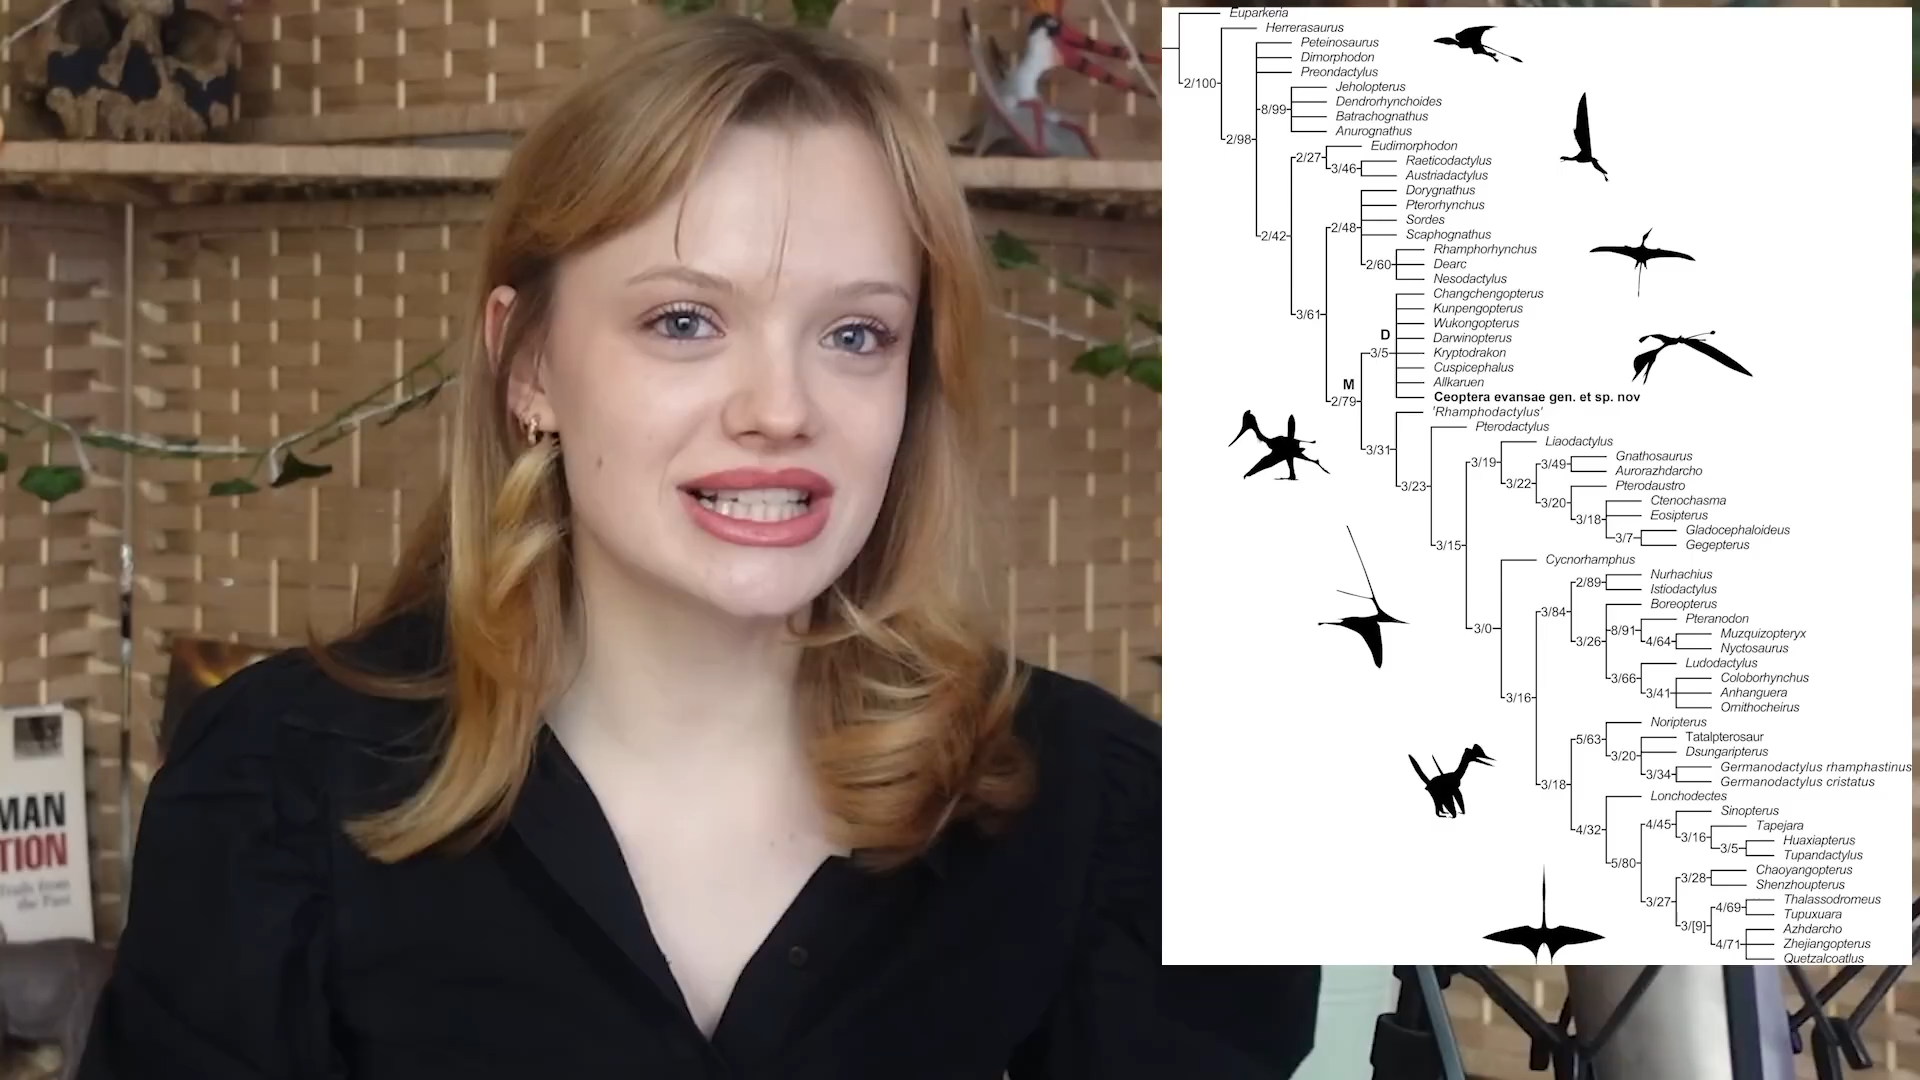 MAN
TION
Trails from
the Past
Euparkeria
Herrerasaurus
Peteinosaurus
Dimorphodon
Preondactylus
2/100
Jeholopterus
Dendrorhynchoides
8/99
Batrachognathus
Anurognathus
2/98
Eudimorphodon
2/27
Raeticodactylus
3/46
Austriadactylus
Dorygnathus
Pterorhynchus
Sordes
2/48
Scaphognathus
2/42
Rhamphorhynchus
2/60
Dearc
Nesodactylus
Changchengopterus
Kunpengopterus
3/61
Wukongopterus
D
Darwinopterus
3/5
Kryptodrakon
Cuspicephalus
M
Allkaruen
2/79
Ceoptera evansae gen. et sp. nov
'Rhamphodactylus'
Pterodactylus
3/31
Liaodactylus
3/19
Gnathosaurus
3/49
Aurorazhdarcho
3/23
3/22
Pterodaustro
3/20
Ctenochasma
Eosipterus
3/18
Gladocephaloideus
3/7
Gegepterus
3/15
Cycnorhamphus
Nurhachius
2/89
Istiodactylus
3/84
Boreopterus
Pteranodon
8/91
Muzquizopteryx
3/0
3/26
4/64
Nyctosaurus
Ludodactylus
3/66
Coloborhynchus
3/41
Anhanguera
3/16
Ornithocheirus
Noripterus
5/63
Tatalpterosaur
3/20
Dsungaripterus
Germanodactylus rhamphastinus
3/34
Germanodactylus cristatus
3/18
Lonchodectes
Sinopterus
4/32
4/45
Tapejara
3/16
Huaxiapterus
3/5
Tupandactylus
5/80
Chaoyangopterus
3/28
Shenzhoupterus
3/27
Thalassodromeus
4/69
Tupuxuara
3/[9]
Azhdarcho
4/71
Zhejiangopterus
Quetzalcoatlus